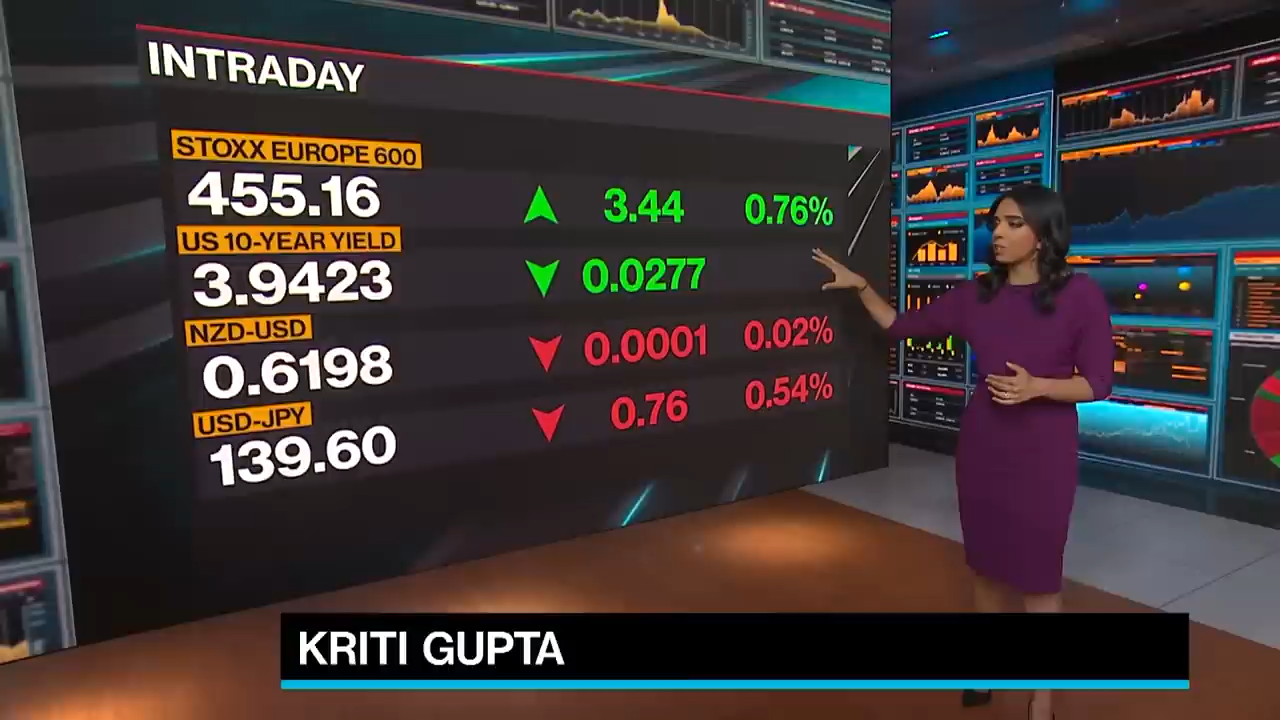 INTRADAY
STOXX EUROPE 600
455.16 ▲ 3.44 0.76%
US 10-YEAR YIELD
3.9423 ▼ 0.0277
NZD-USD
0.6198 ▼ 0.0001 0.02%
USD-JPY
139.60 ▼ 0.76 0.54%
KRITI GUPTA